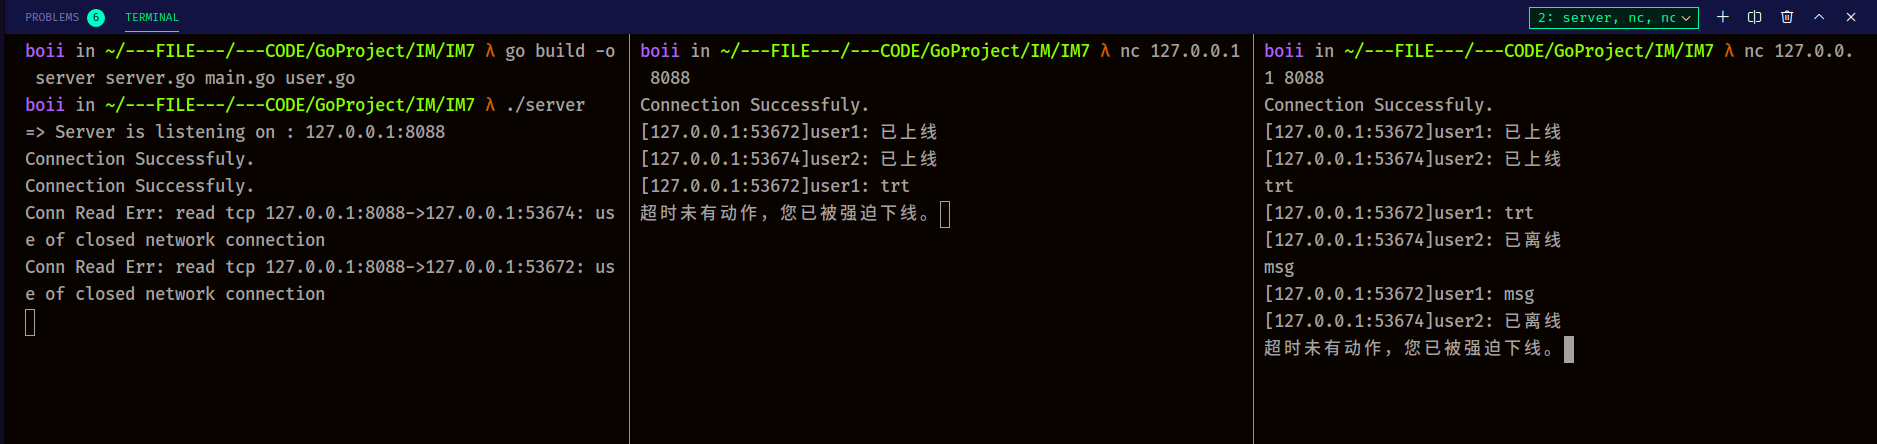 PROBLEMS 6 TERMINAL 2: server, nc, nc
boii in ~/---FILE---/---CODE/GoProject/IM/IM7 λ go build -o
server server.go main.go user.go
boii in ~/---FILE---/---CODE/GoProject/IM/IM7 λ ./server
=> Server is listening on : 127.0.0.1:8088
Connection Successfuly.
Connection Successfuly.
Conn Read Err: read tcp 127.0.0.1:8088->127.0.0.1:53674: us
e of closed network connection
Conn Read Err: read tcp 127.0.0.1:8088->127.0.0.1:53672: us
e of closed network connection
boii in ~/---FILE---/---CODE/GoProject/IM/IM7 λ nc 127.0.0.1
8088
Connection Successfuly.
[127.0.0.1:53672]user1: 已上线
[127.0.0.1:53674]user2: 已上线
[127.0.0.1:53672]user1: trt
超时未有动作，您已被强迫下线。
boii in ~/---FILE---/---CODE/GoProject/IM/IM7 λ nc 127.0.0.
1 8088
Connection Successfuly.
[127.0.0.1:53672]user1: 已上线
[127.0.0.1:53674]user2: 已上线
trt
[127.0.0.1:53672]user1: trt
[127.0.0.1:53674]user2: 已离线
msg
[127.0.0.1:53672]user1: msg
[127.0.0.1:53674]user2: 已离线
超时未有动作，您已被强迫下线。